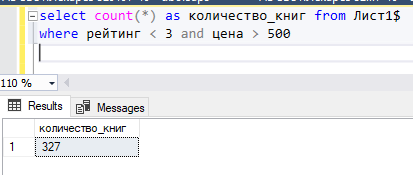 select count(*) as количество_книг from Лист1$
where рейтинг < 3 and цена > 500
110 %
Results Messages
количество_книг
1 327